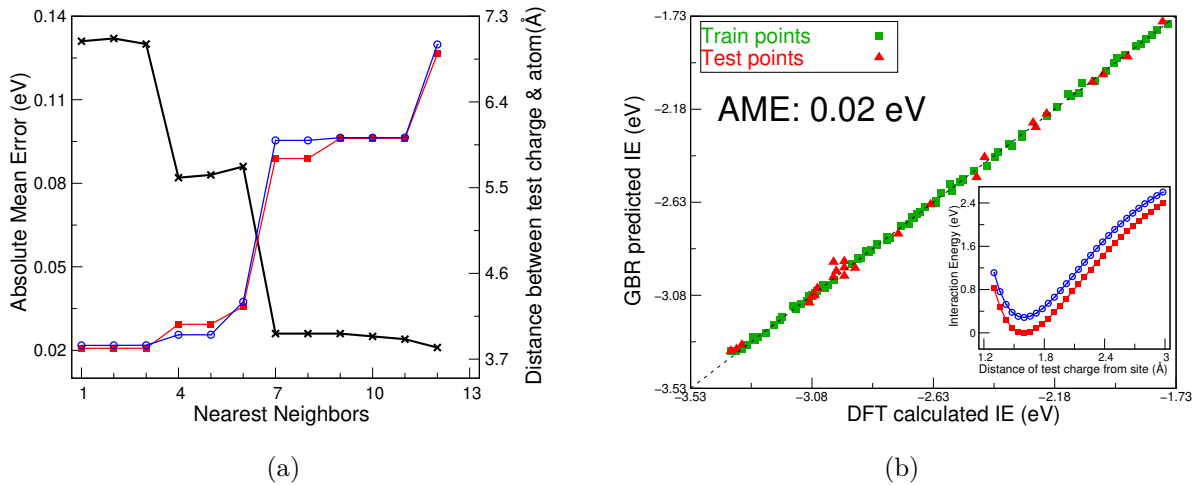 Absolute Mean Error (eV)
0.14
0.11
0.08
0.05
0.02
1
4
7
10
13
Nearest Neighbors
7.3
6.4
5.5
4.6
3.7
Distance between test charge & atom(Å)
(a)
GBR predicted IE (eV)
−1.73
−2.18
−2.63
−3.08
−3.53
Train points
Test points
AME: 0.02 eV
Interaction Energy (eV)
2.4
1.6
0.8
0
1.2
1.8
2.4
3
Distance of test charge from site (Å)
−3.53
−3.08
−2.63
−2.18
−1.73
DFT calculated IE (eV)
(b)